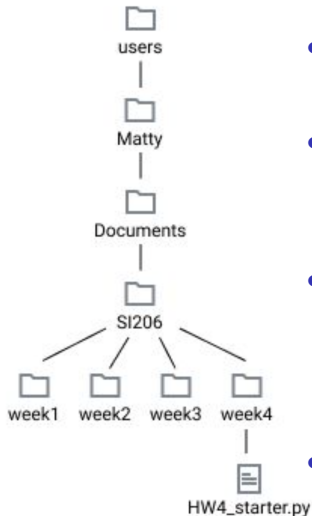 users
Matty
Documents
SI206
week1 week2 week3 week4
HW4_starter.py